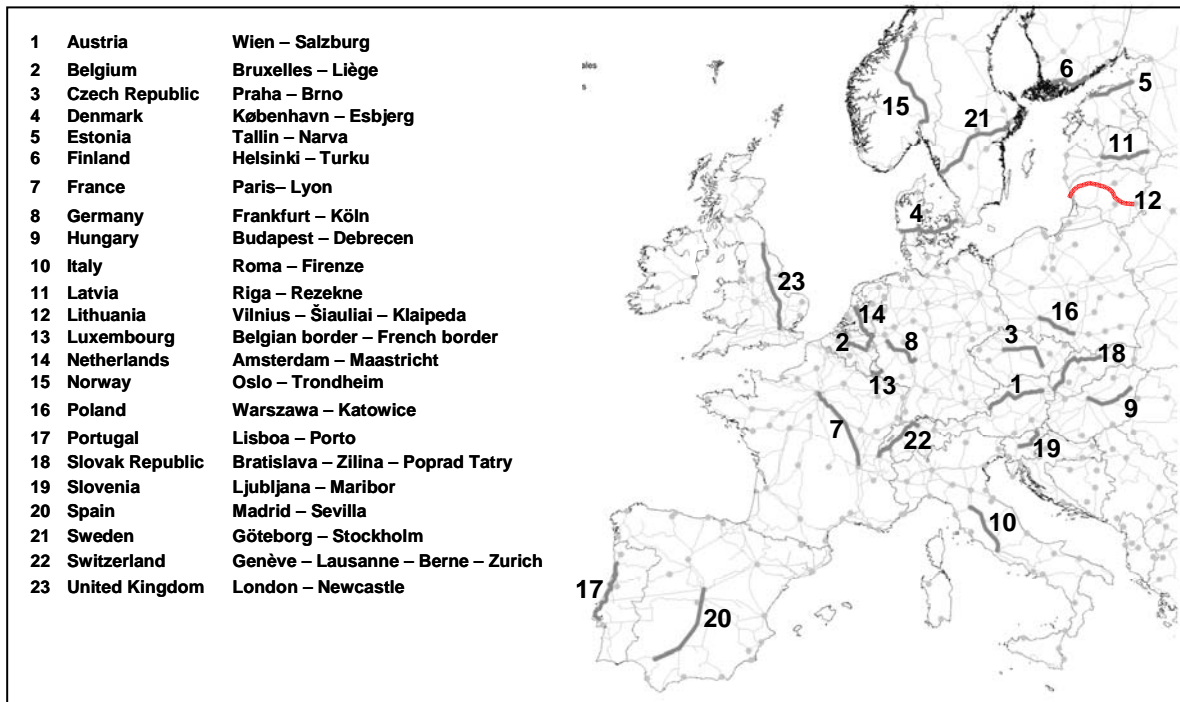 1 Austria Wien – Salzburg
2 Belgium Bruxelles – Liège
3 Czech Republic Praha – Brno
4 Denmark København – Esbjerg
5 Estonia Tallin – Narva
6 Finland Helsinki – Turku
7 France Paris– Lyon
8 Germany Frankfurt – Köln
9 Hungary Budapest – Debrecen
10 Italy Roma – Firenze
11 Latvia Riga – Rezekne
12 Lithuania Vilnius – Šiauliai – Klaipeda
13 Luxembourg Belgian border – French border
14 Netherlands Amsterdam – Maastricht
15 Norway Oslo – Trondheim
16 Poland Warszawa – Katowice
17 Portugal Lisboa – Porto
18 Slovak Republic Bratislava – Zilina – Poprad Tatry
19 Slovenia Ljubljana – Maribor
20 Spain Madrid – Sevilla
21 Sweden Göteborg – Stockholm
22 Switzerland Genève – Lausanne – Berne – Zurich
23 United Kingdom London – Newcastle
ales
s
6
5
15
21
11
12
4
23
14
16
2
8
3
18
13
1
9
7
22
19
10
17
20